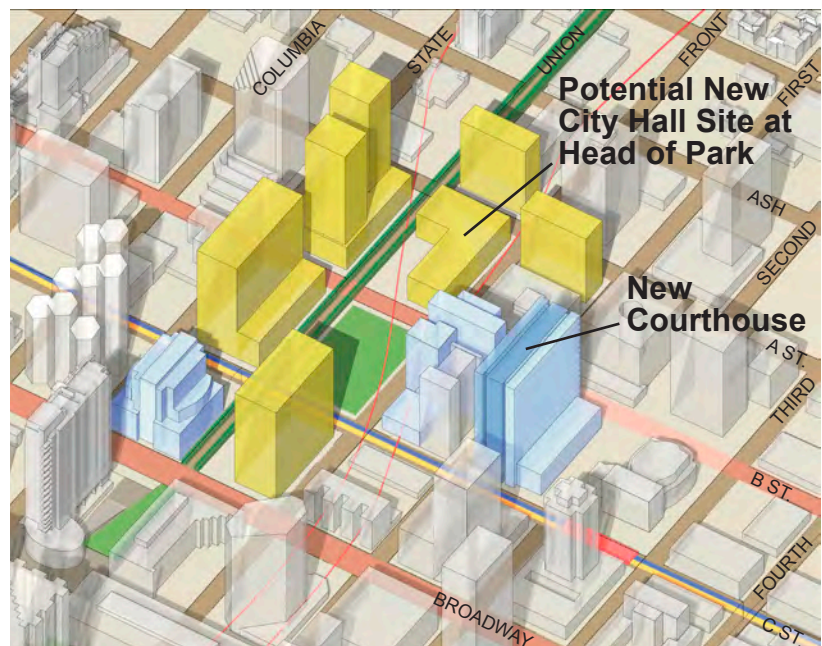 COLUMBIA
STATE
UNION
FRONT
FIRST
Potential New
City Hall Site at
Head of Park
ASH
SECOND
New
Courthouse
A ST.
THIRD
B ST.
FOURTH
BROADWAY
C ST.